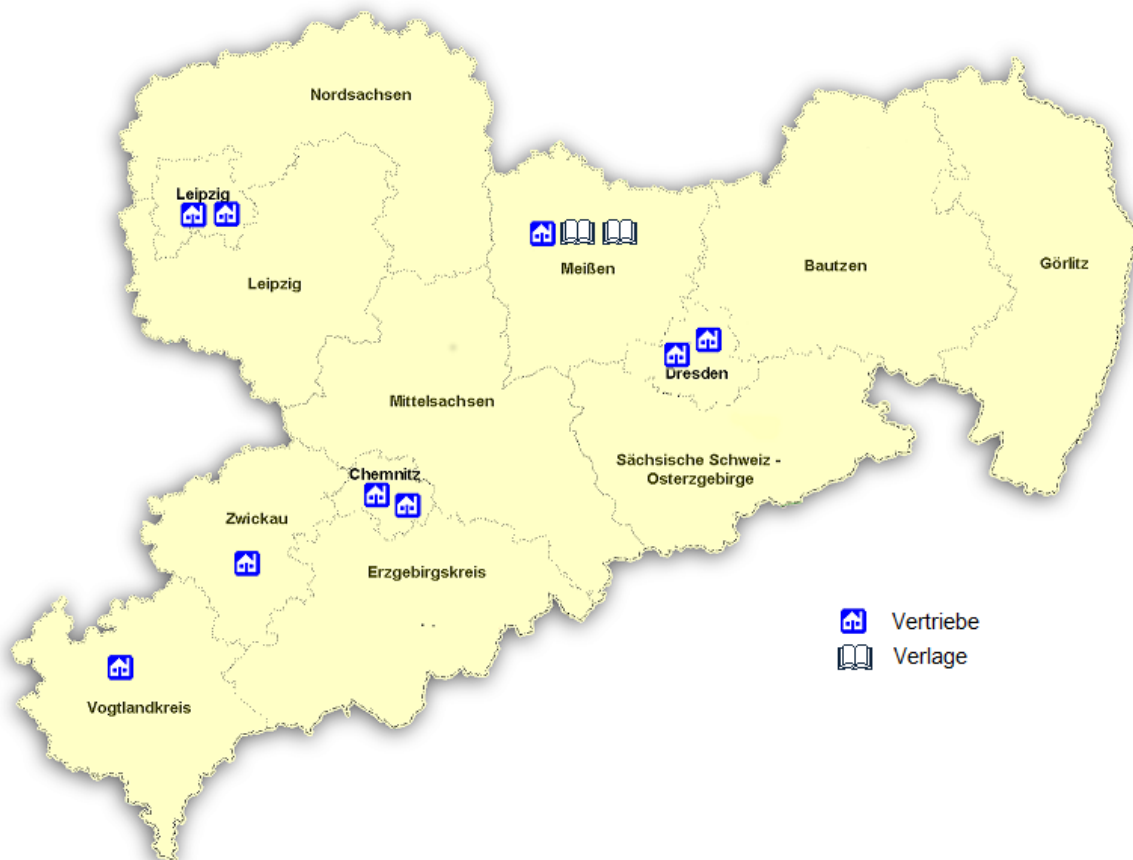 Nordsachsen
Leipzig
Leipzig
Meißen
Bautzen
Görlitz
Dresden
Mittelsachsen
Sächsische Schweiz -
Osterzgebirge
Chemnitz
Zwickau
Erzgebirgskreis
Vogtlandkreis
Vertriebe
Verlage